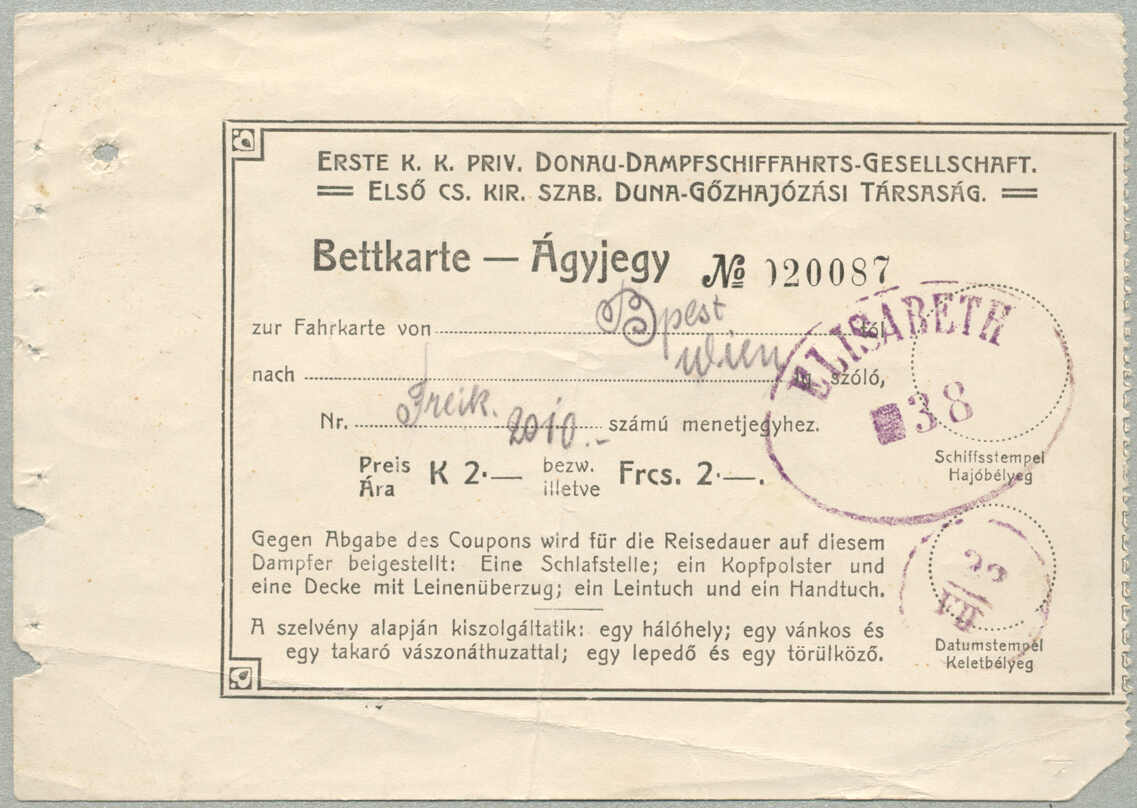 ERSTE K. K. PRIV. DONAU-DAMPFSCHIFFAHRTS-GESELLSCHAFT.
ELSŐ CS. KIR. SZAB. DUNA-GŐZHAJÓZÁSI TÁRSASÁG.
Bettkarte — Ágyjegy № 020087
zur Fahrkarte von Bpest tól
nach Wien ig szóló,
Nr. Freik. 2010.- számú menetjegyhez.
Preis Ára K 2·— bezw. illetve Frcs. 2·—.
ELISABETH
38
Schiffsstempel
Hajóbélyeg
Gegen Abgabe des Coupons wird für die Reisedauer auf diesem
Dampfer beigestellt: Eine Schlafstelle; ein Kopfpolster und
eine Decke mit Leinenüberzug; ein Leintuch und ein Handtuch.
A szelvény alapján kiszolgáltatik: egy hálóhely; egy vánkos és
egy takaró vászonáthuzattal; egy lepedő és egy törülköző.
Datumstempel
Keletbélyeg